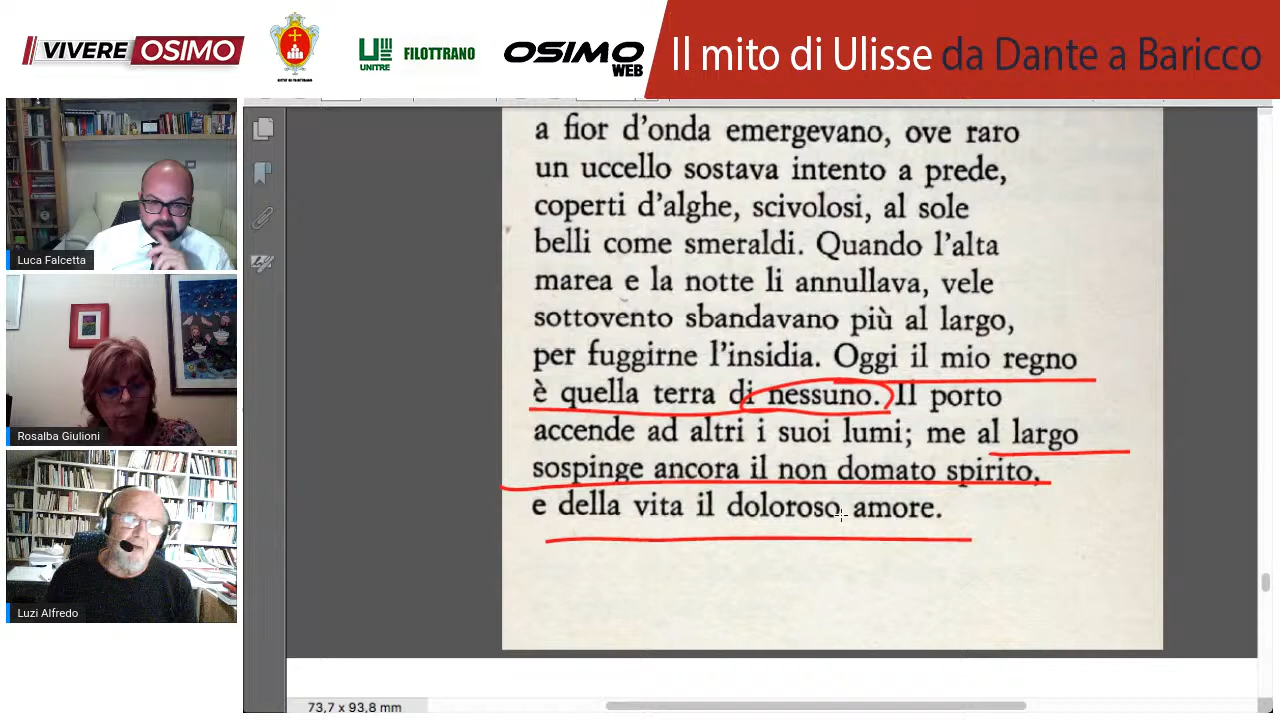 VIVERE OSIMO
UNITRE
FILOTTRANO
OSIMO
WEB
Il mito di Ulisse da Dante a Baricco
Luca Falcetta
Rosalba Giulioni
Luzi Alfredo
a fior d'onda emergevano, ove raro
un uccello sostava intento a prede,
coperti d'alghe, scivolosi, al sole
belli come smeraldi. Quando l'alta
marea e la notte li annullava, vele
sottovento sbandavano più al largo,
per fuggirne l'insidia. Oggi il mio regno
è quella terra di nessuno. Il porto
accende ad altri i suoi lumi; me al largo
sospinge ancora il non domato spirito,
e della vita il doloroso amore.
73,7 x 93,8 mm